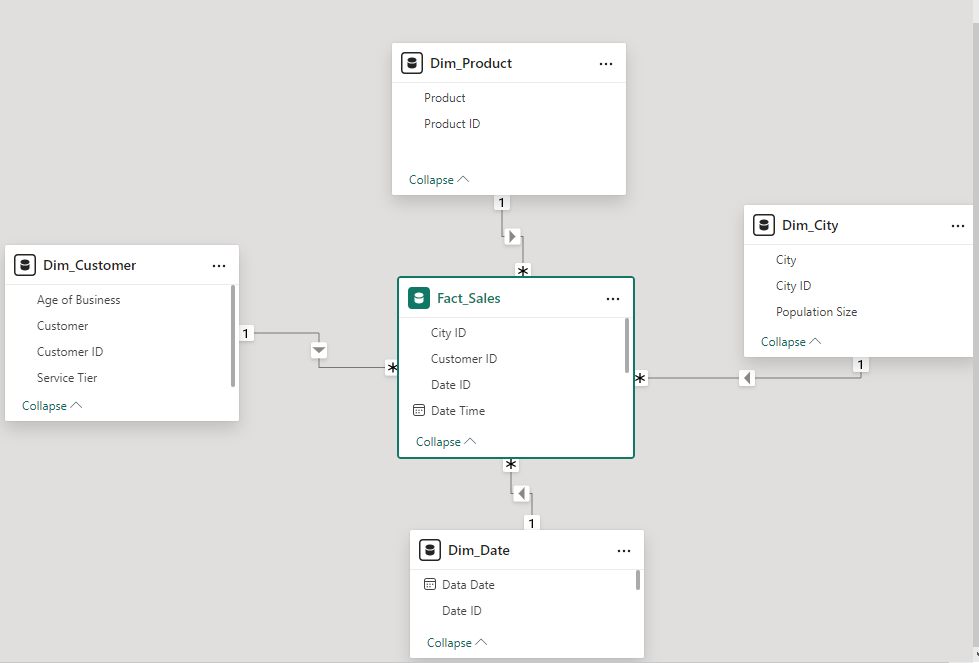 Dim_Product
Product
Product ID
Collapse
1
*
Dim_Customer
Age of Business
Customer
Customer ID
Service Tier
Collapse
1
*
Fact_Sales
City ID
Customer ID
Date ID
Date Time
Collapse
*
*
Dim_City
City
City ID
Population Size
Collapse
1
1
Dim_Date
Data Date
Date ID
Collapse